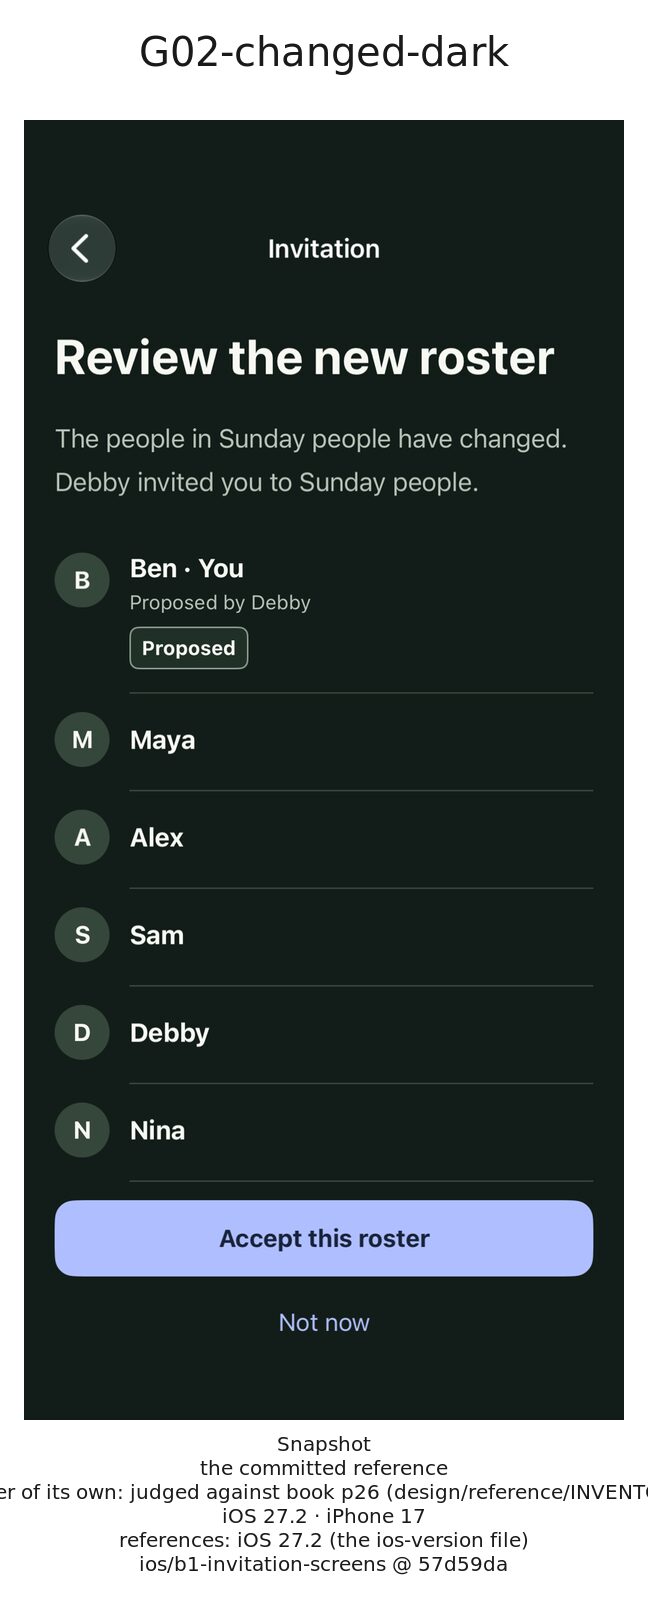 G02-changed-dark
Invitation
Review the new roster
The people in Sunday people have changed.
Debby invited you to Sunday people.
B
Ben · You
Proposed by Debby
Proposed
M
Maya
A
Alex
S
Sam
D
Debby
N
Nina
Accept this roster
Not now
Snapshot
the committed reference
of its own: judged against book p26 (design/reference/
iOS 27.2 · iPhone 17
references: iOS 27.2 (the ios-version file)
ios/b1-invitation-screens @ 57d59da